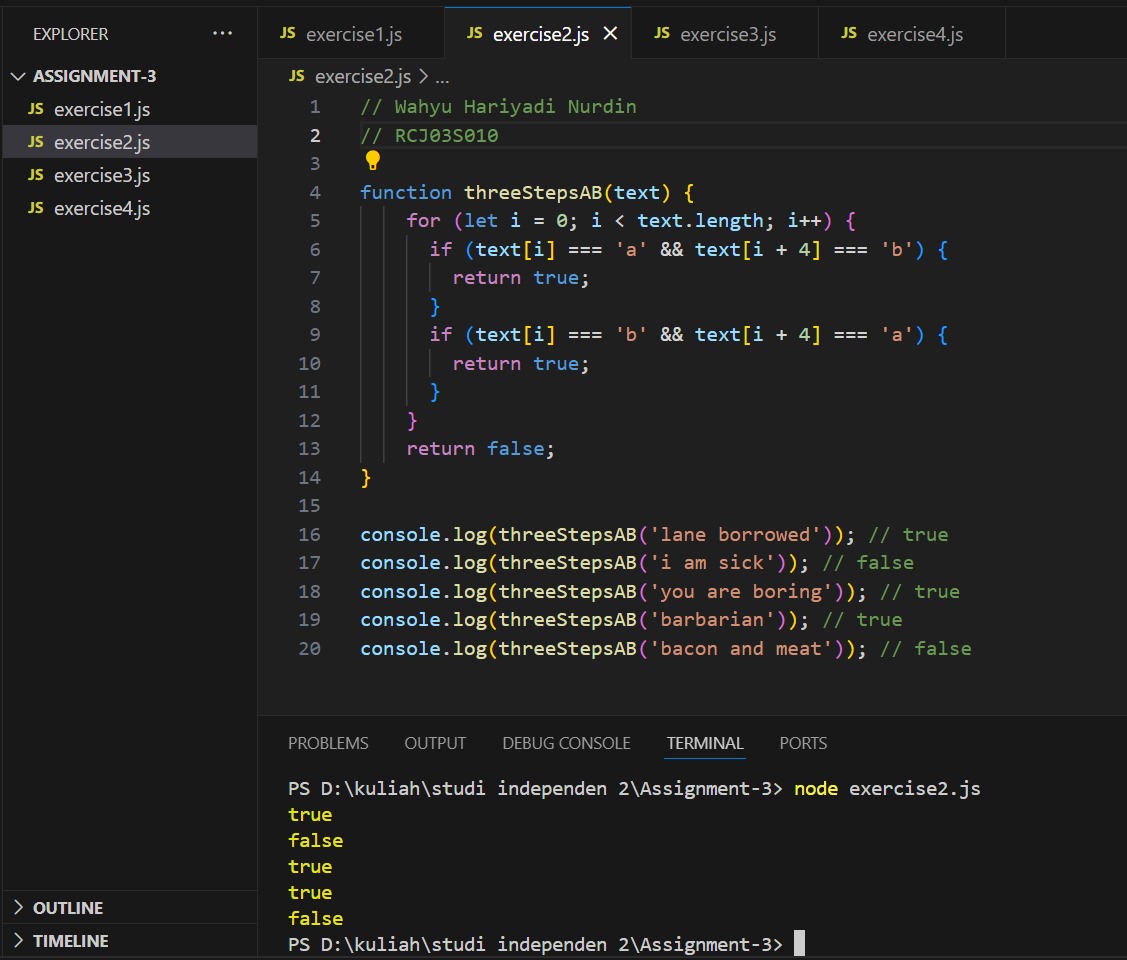 EXPLORER ...
ASSIGNMENT-3
JS exercise1.js
JS exercise2.js
JS exercise3.js
JS exercise4.js
OUTLINE
TIMELINE
JS exercise1.js JS exercise2.js JS exercise3.js JS exercise4.js
JS exercise2.js > ...
1 // Wahyu Hariyadi Nurdin
2 // RCJ03S010
3
4 function threeStepsAB(text) {
5     for (let i = 0; i < text.length; i++) {
6       if (text[i] === 'a' && text[i + 4] === 'b') {
7         return true;
8       }
9       if (text[i] === 'b' && text[i + 4] === 'a') {
10         return true;
11       }
12     }
13     return false;
14 }
15
16 console.log(threeStepsAB('lane borrowed')); // true
17 console.log(threeStepsAB('i am sick')); // false
18 console.log(threeStepsAB('you are boring')); // true
19 console.log(threeStepsAB('barbarian')); // true
20 console.log(threeStepsAB('bacon and meat')); // false
PROBLEMS OUTPUT DEBUG CONSOLE TERMINAL PORTS
PS D:\kuliah\studi independen 2\Assignment-3> node exercise2.js
true
false
true
true
false
PS D:\kuliah\studi independen 2\Assignment-3>